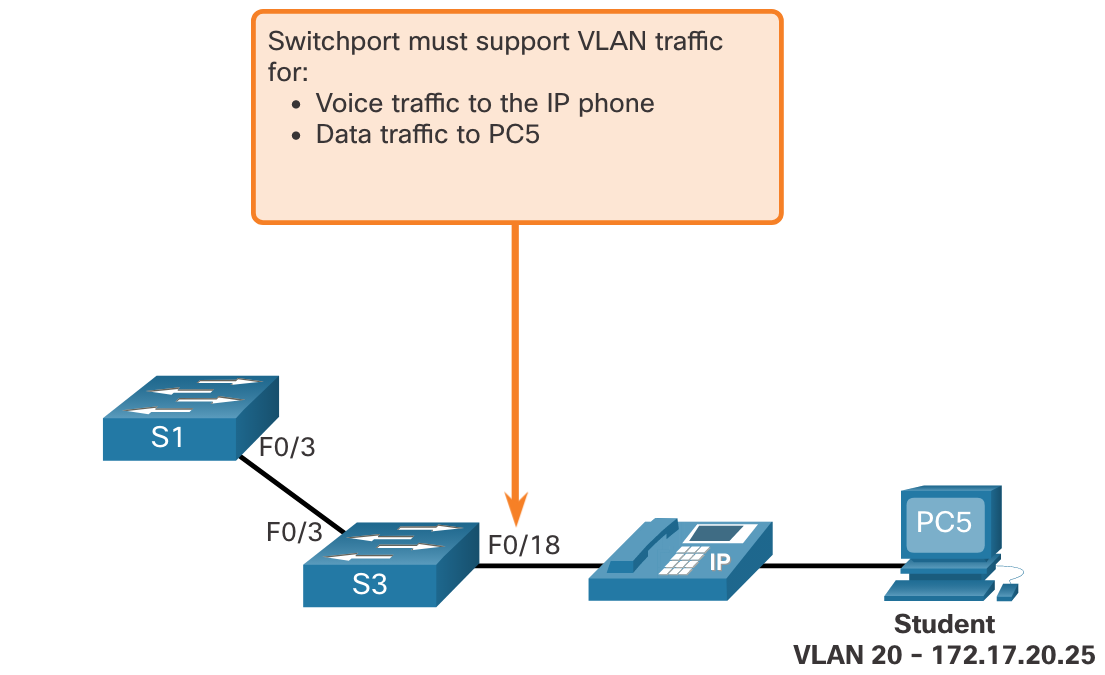 Switchport must support VLAN traffic
for:
• Voice traffic to the IP phone
• Data traffic to PC5
S1
F0/3
F0/3
S3
F0/18
IP
PC5
Student
VLAN 20 – 172.17.20.25